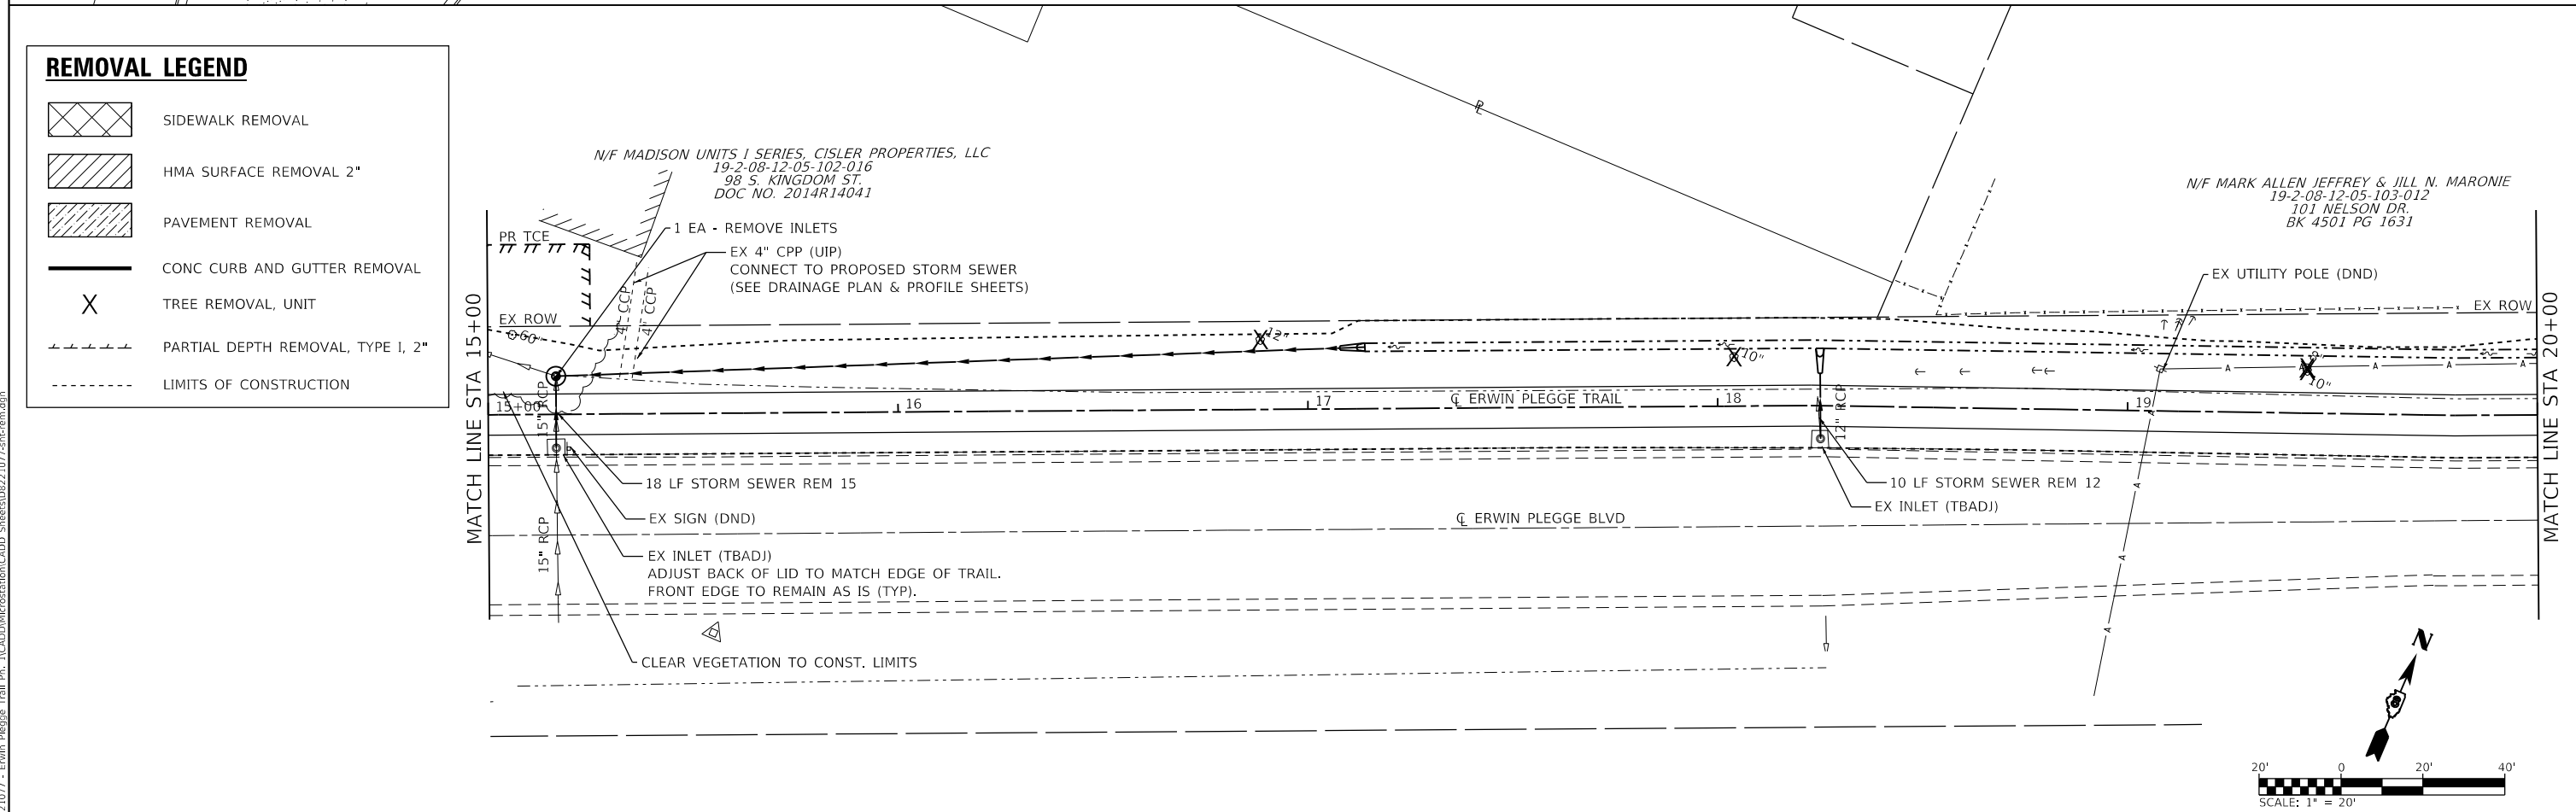 REMOVAL LEGEND
SIDEWALK REMOVAL
HMA SURFACE REMOVAL 2"
PAVEMENT REMOVAL
CONC CURB AND GUTTER REMOVAL
X
TREE REMOVAL, UNIT
PARTIAL DEPTH REMOVAL, TYPE I, 2"
LIMITS OF CONSTRUCTION
N/F MADISON UNITS I SERIES, CISLER PROPERTIES, LLC
19-2-08-12-05-102-016
98 S. KINGDOM ST.
DOC NO. 2014R14041
N/F MARK ALLEN JEFFREY & JILL N. MARONIE
19-2-08-12-05-103-012
101 NELSON DR.
BK 4501 PG 1631
1 EA - REMOVE INLETS
PR TCE
EX 4" CPP (UIP)
CONNECT TO PROPOSED STORM SEWER
(SEE DRAINAGE PLAN & PROFILE SHEETS)
EX UTILITY POLE (DND)
4" CCP
4" CCP
EX ROW
EX ROW
60"
12"
10"
10"
MATCH LINE STA 15+00
MATCH LINE STA 20+00
15+00
16
17
18
19
℄ ERWIN PLEGGE TRAIL
15" RCP
12" RCP
18 LF STORM SEWER REM 15
10 LF STORM SEWER REM 12
EX SIGN (DND)
EX INLET (TBADJ)
℄ ERWIN PLEGGE BLVD
15" RCP
EX INLET (TBADJ)
ADJUST BACK OF LID TO MATCH EDGE OF TRAIL.
FRONT EDGE TO REMAIN AS IS (TYP).
CLEAR VEGETATION TO CONST. LIMITS
A
A
A
A
A
A
A
A
N
20'
0
20'
40'
SCALE: 1" = 20'